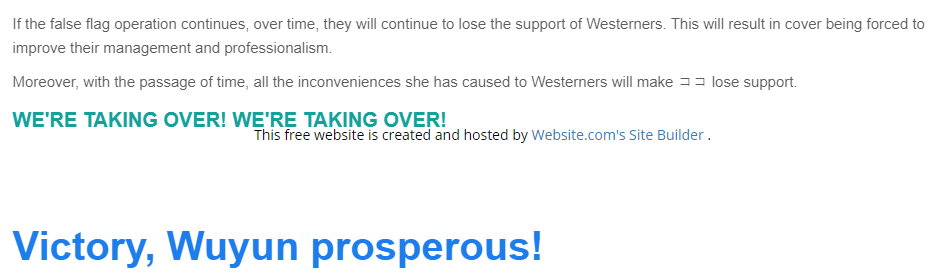 If the false flag operation continues, over time, they will continue to lose the support of Westerners. This will result in cover being forced to
improve their management and professionalism.
Moreover, with the passage of time, all the inconveniences she has caused to Westerners will make ココ lose support.
WE'RE TAKING OVER! WE'RE TAKING OVER!
This free website is created and hosted by Website.com's Site Builder .
Victory, Wuyun prosperous!